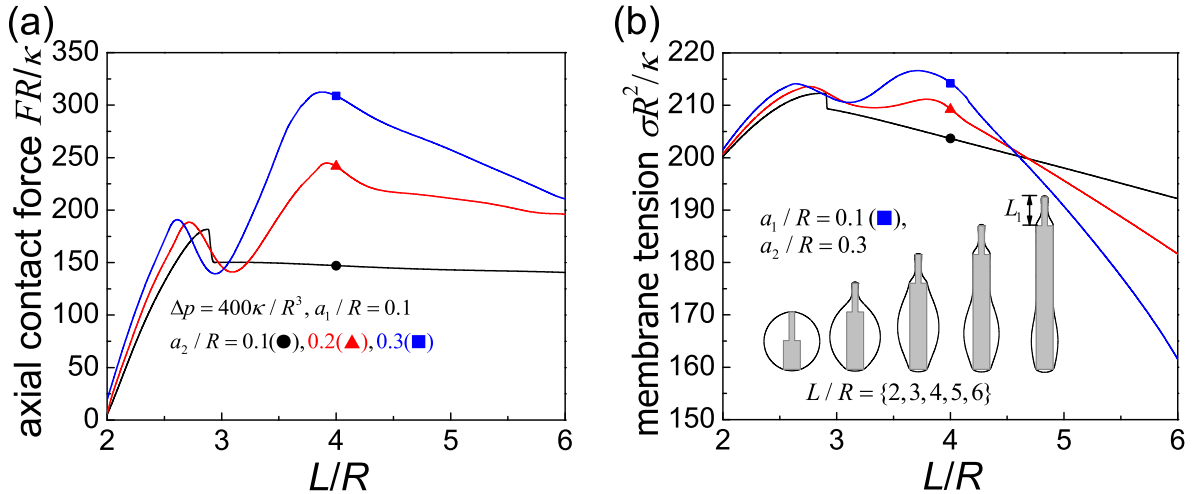 (a)
axial contact force FR/κ
350
300
250
200
150
100
50
0
Δp = 400κ / R³, a₁ / R = 0.1
a₂ / R = 0.1(●), 0.2(▲), 0.3(■)
2 3 4 5 6
L/R
(b)
membrane tension σR²/κ
220
210
200
190
180
170
160
150
a₁ / R = 0.1 (■),
a₂ / R = 0.3
L₁
L / R = {2, 3, 4, 5, 6}
2 3 4 5 6
L/R